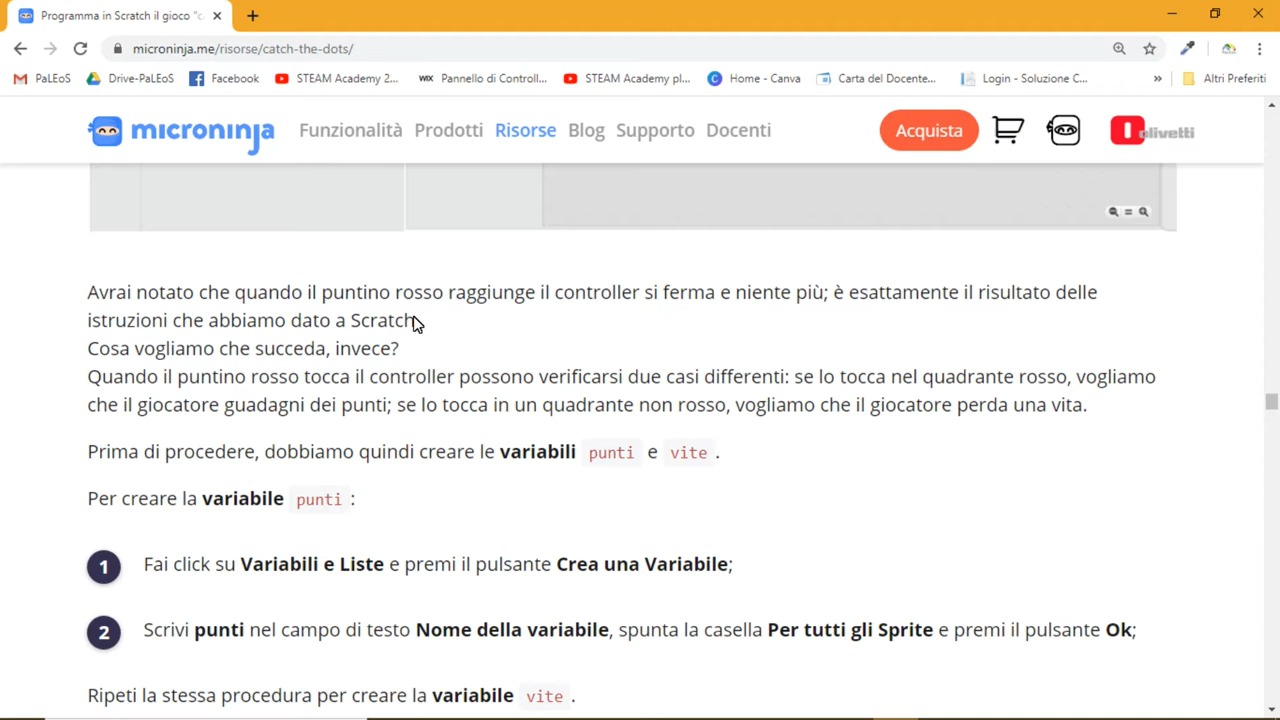 Programma in Scratch il gioco "c
microninja.me/risorse/catch-the-dots/
PaLEoS
Drive-PaLEoS
Facebook
STEAM Academy 2...
WIX Pannello di Controll...
STEAM Academy pl...
Home - Canva
Carta del Docente...
Login - Soluzione C...
»
Altri Preferiti
microninja
Funzionalità
Prodotti
Risorse
Blog
Supporto
Docenti
Acquista
olivetti
Avrai notato che quando il puntino rosso raggiunge il controller si ferma e niente più; è esattamente il risultato delle
istruzioni che abbiamo dato a Scratch.
Cosa vogliamo che succeda, invece?
Quando il puntino rosso tocca il controller possono verificarsi due casi differenti: se lo tocca nel quadrante rosso, vogliamo
che il giocatore guadagni dei punti; se lo tocca in un quadrante non rosso, vogliamo che il giocatore perda una vita.
Prima di procedere, dobbiamo quindi creare le variabili punti e vite .
Per creare la variabile punti :
1 Fai click su Variabili e Liste e premi il pulsante Crea una Variabile;
2 Scrivi punti nel campo di testo Nome della variabile, spunta la casella Per tutti gli Sprite e premi il pulsante Ok;
Ripeti la stessa procedura per creare la variabile vite .